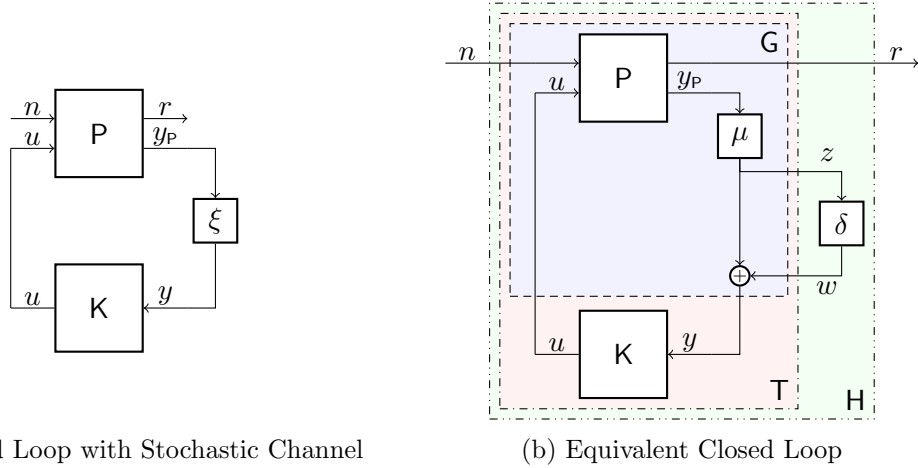 n
r
u
P
y_P
ξ
u
K
y
l Loop with Stochastic Channel
G
n
r
u
P
y_P
μ
z
δ
+
w
u
K
y
T
H
(b) Equivalent Closed Loop